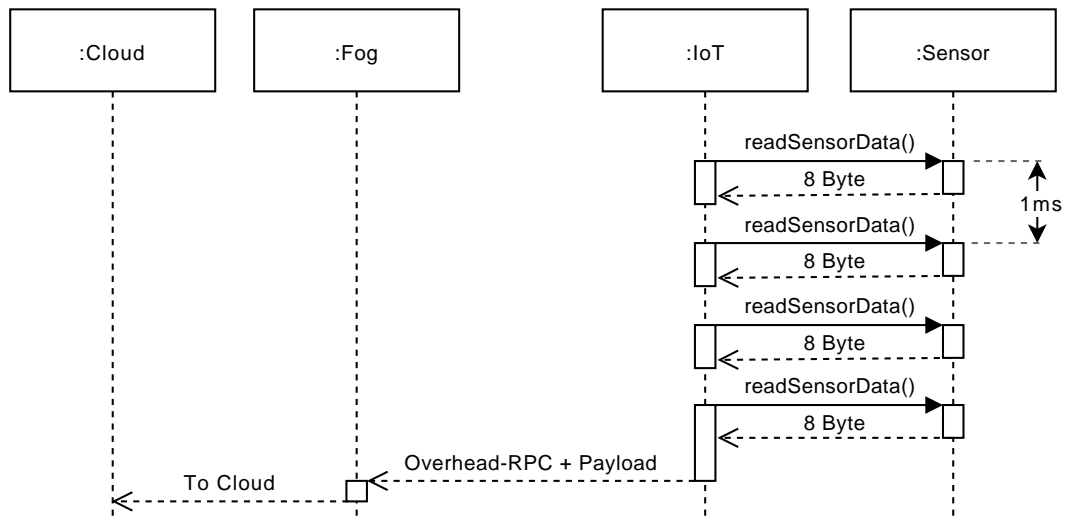 :Cloud
:Fog
:IoT
:Sensor
readSensorData()
8 Byte
1ms
readSensorData()
8 Byte
readSensorData()
8 Byte
readSensorData()
8 Byte
Overhead-RPC + Payload
To Cloud